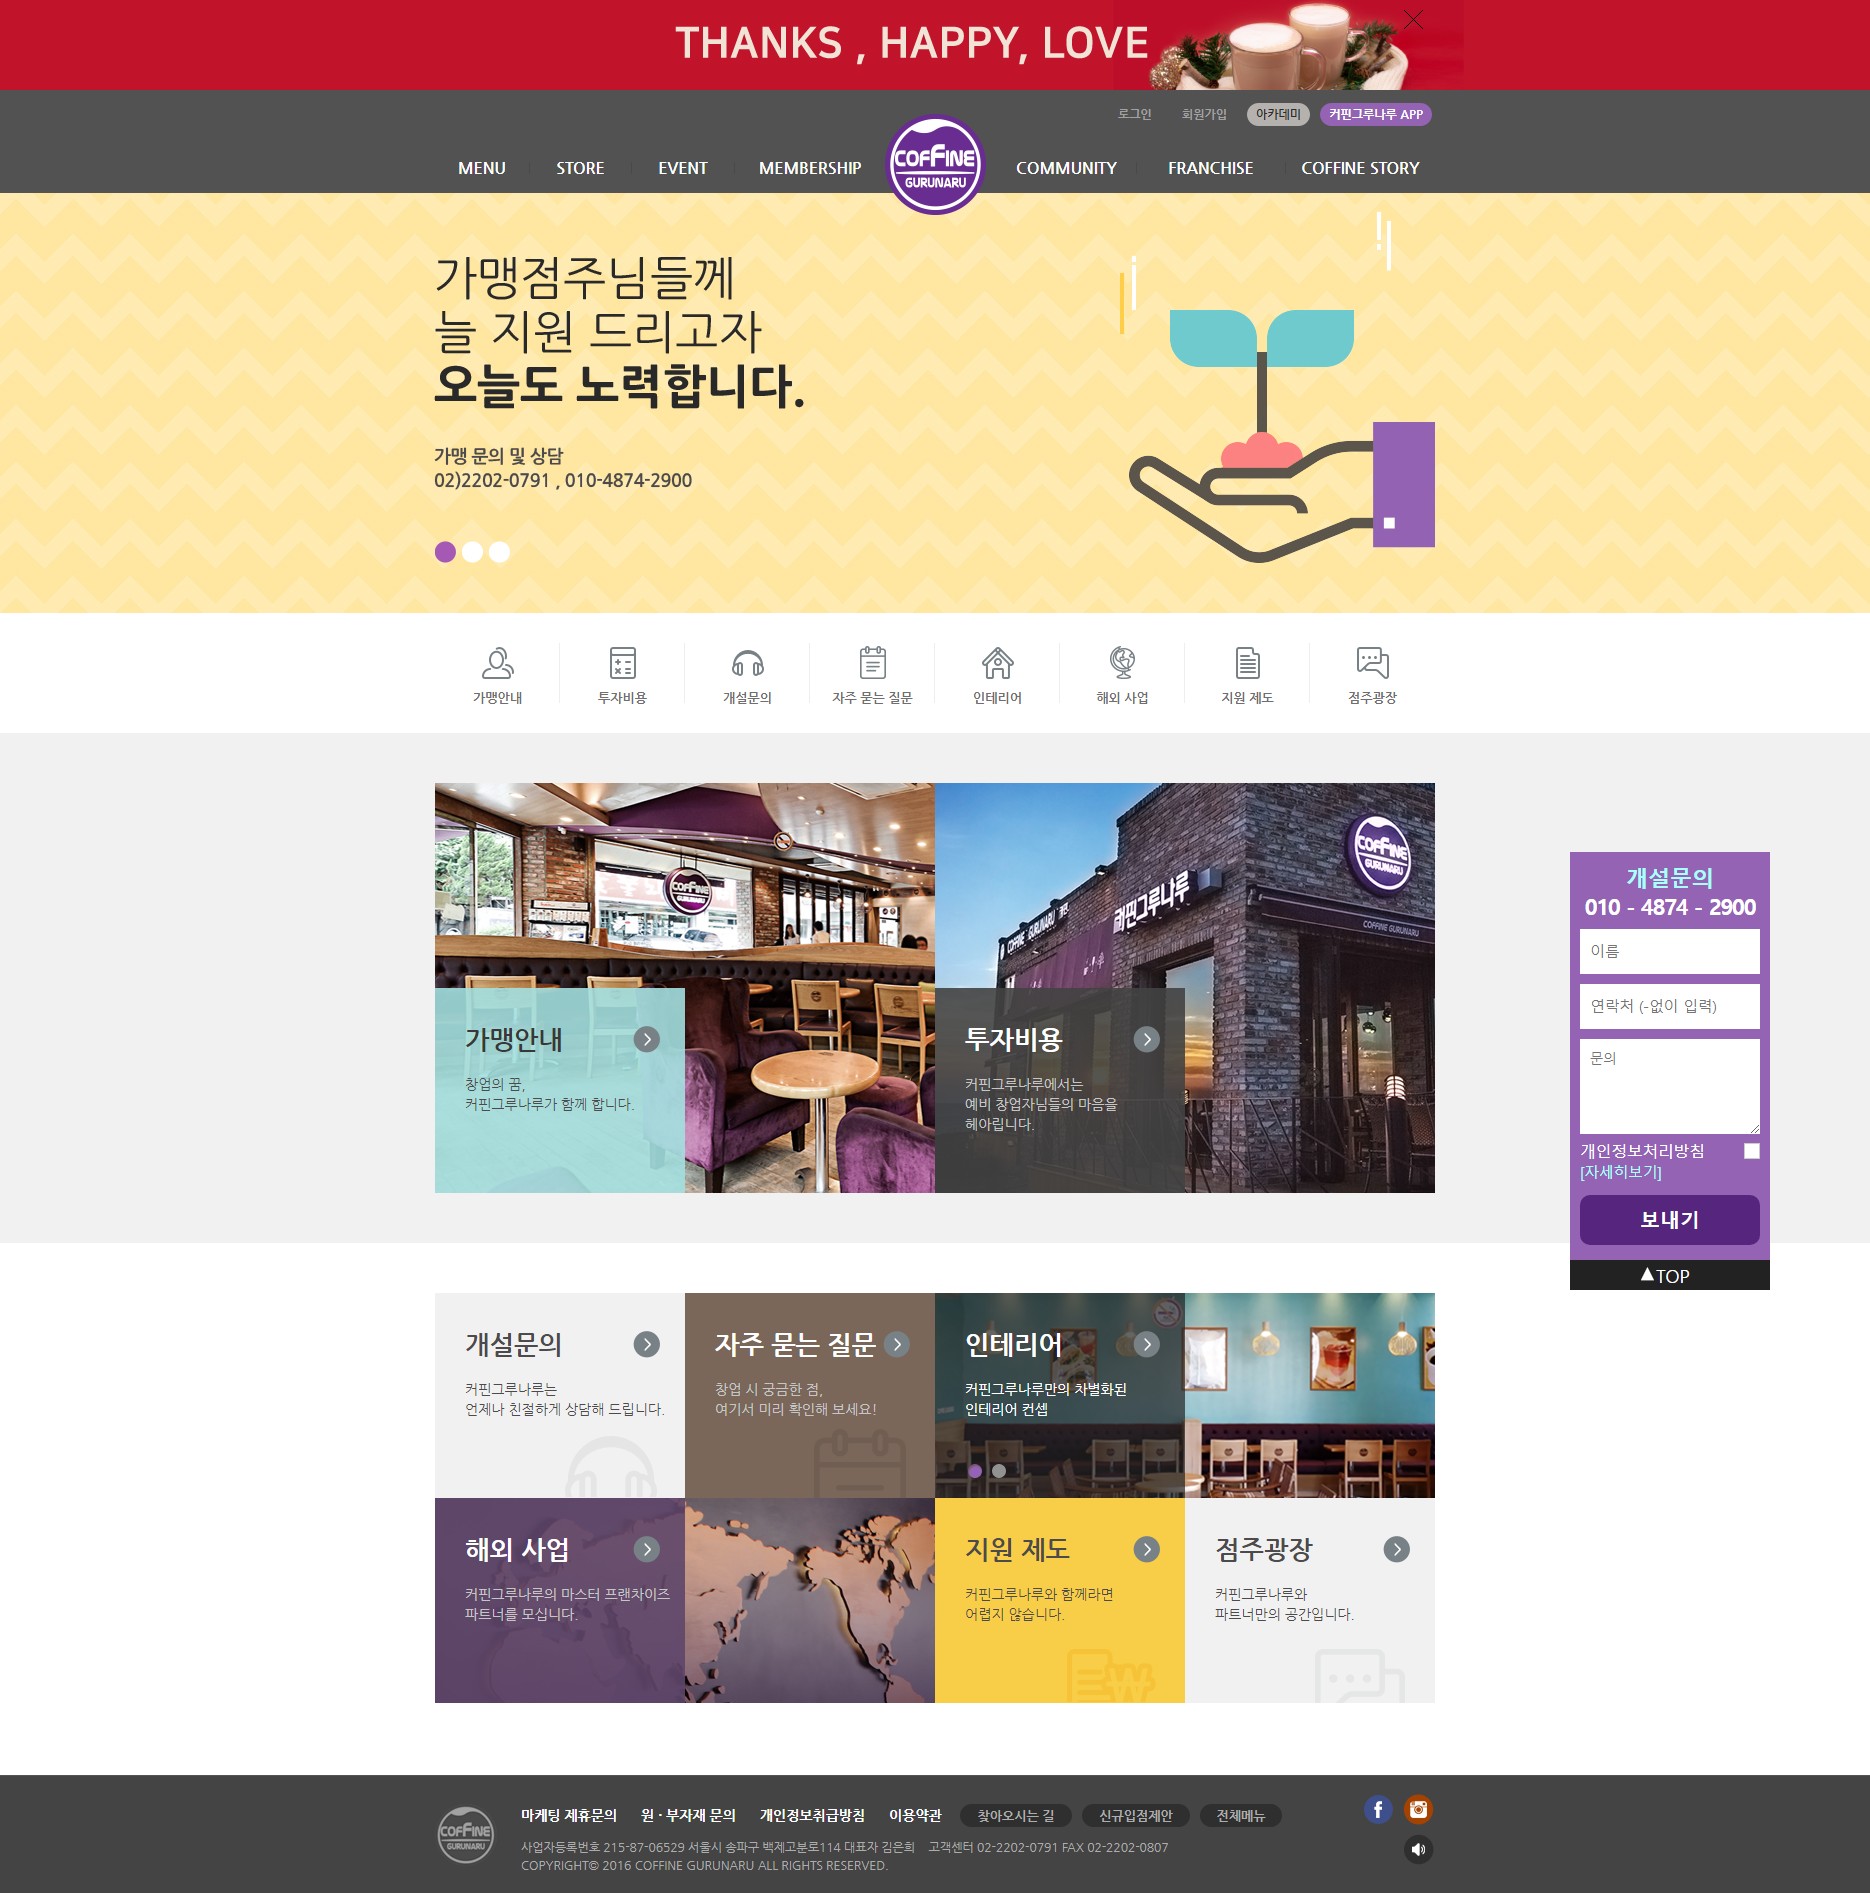 THANKS , HAPPY, LOVE
로그인
회원가입
아카데미
커핀그루나루 APP
MENU
STORE
EVENT
MEMBERSHIP
COFFINE
GURUNARU
COMMUNITY
FRANCHISE
COFFINE STORY
가맹점주님들께
늘 지원 드리고자
오늘도 노력합니다.
가맹 문의 및 상담
02)2202-0791 , 010-4874-2900
가맹안내
투자비용
개설문의
자주 묻는 질문
인테리어
해외 사업
지원 제도
점주광장
COFFINE
GURUNARU
COFFINE
GURUNARU
COFFINE GURUNARU
커핀그루나루
COFFINE GURUNARU
가맹안내
창업의 꿈,
커핀그루나루가 함께 합니다.
투자비용
커핀그루나루에서는
예비 창업자님들의 마음을
헤아립니다.
개설문의
010 - 4874 - 2900
이름
연락처 (-없이 입력)
문의
개인정보처리방침
[자세히보기]
보내기
▲TOP
개설문의
커핀그루나루는
언제나 친절하게 상담해 드립니다.
자주 묻는 질문
창업 시 궁금한 점,
여기서 미리 확인해 보세요!
인테리어
커핀그루나루만의 차별화된
인테리어 컨셉
해외 사업
커핀그루나루의 마스터 프랜차이즈
파트너를 모십니다.
지원 제도
커핀그루나루와 함께라면
어렵지 않습니다.
점주광장
커핀그루나루와
파트너만의 공간입니다.
COFFINE
GURUNARU
마케팅 제휴문의
원 · 부자재 문의
개인정보취급방침
이용약관
찾아오시는 길
신규입점제안
전체메뉴
사업자등록번호 215-87-06529 서울시 송파구 백제고분로114 대표자 김은희 고객센터 02-2202-0791 FAX 02-2202-0807
COPYRIGHT© 2016 COFFINE GURUNARU ALL RIGHTS RESERVED.